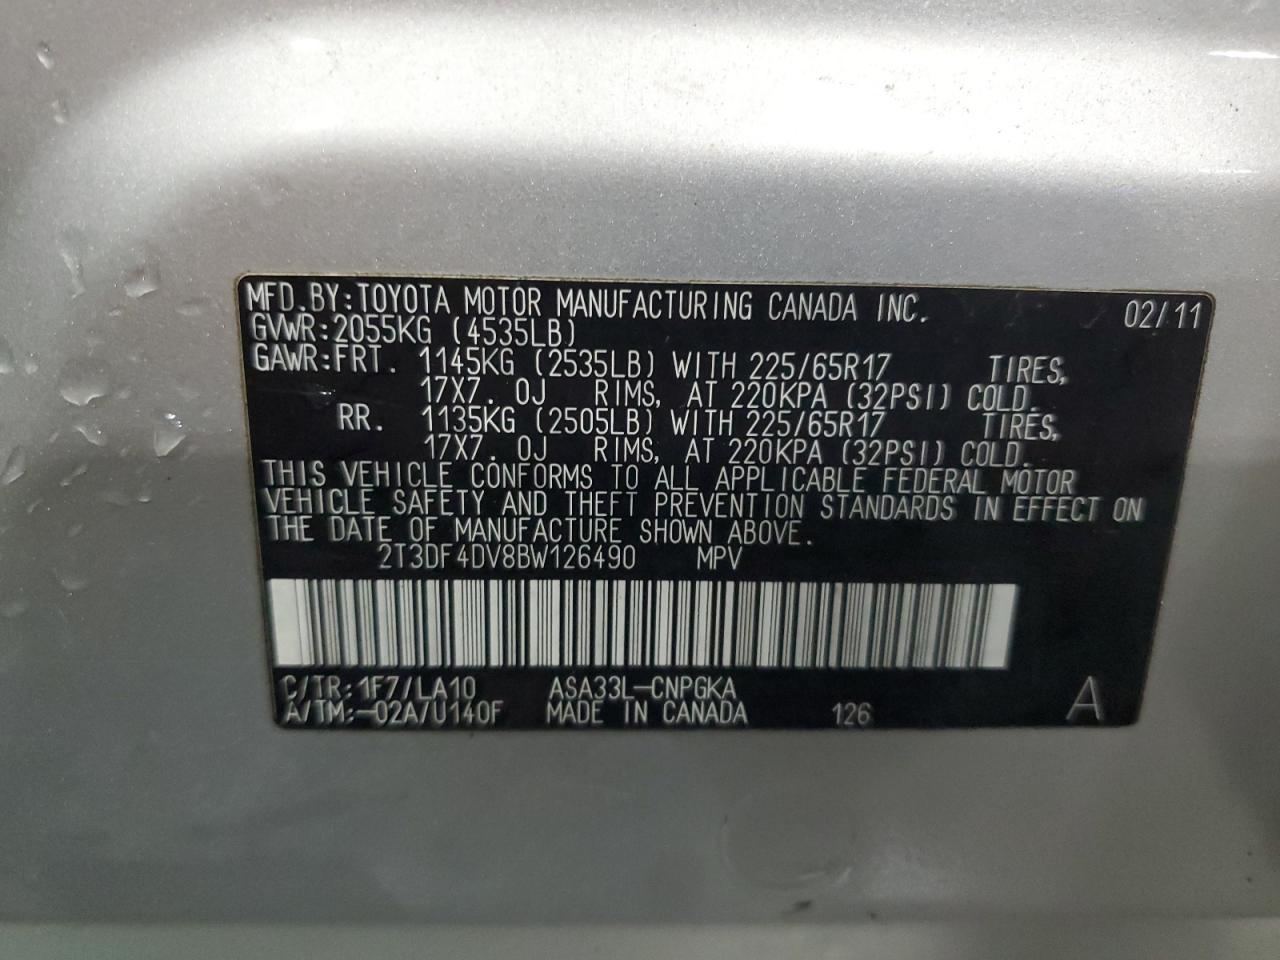 MFD.BY:TOYOTA MOTOR MANUFACTURING CANADA INC. 02/11
GVWR:2055KG (4535LB)
GAWR:FRT. 1145KG (2535LB) WITH 225/65R17 TIRES,
17X7.0J RIMS, AT 220KPA (32PSI) COLD.
RR. 1135KG (2505LB) WITH 225/65R17 TIRES,
17X7.0J RIMS, AT 220KPA (32PSI) COLD.
THIS VEHICLE CONFORMS TO ALL APPLICABLE FEDERAL MOTOR
VEHICLE SAFETY AND THEFT PREVENTION STANDARDS IN EFFECT ON
THE DATE OF MANUFACTURE SHOWN ABOVE.
2T3DF4DV8BW126490 MPV
C/TR:1F7/LA10 ASA33L-CNPGKA
A/TM:-02A/U140F MADE IN CANADA 126 A